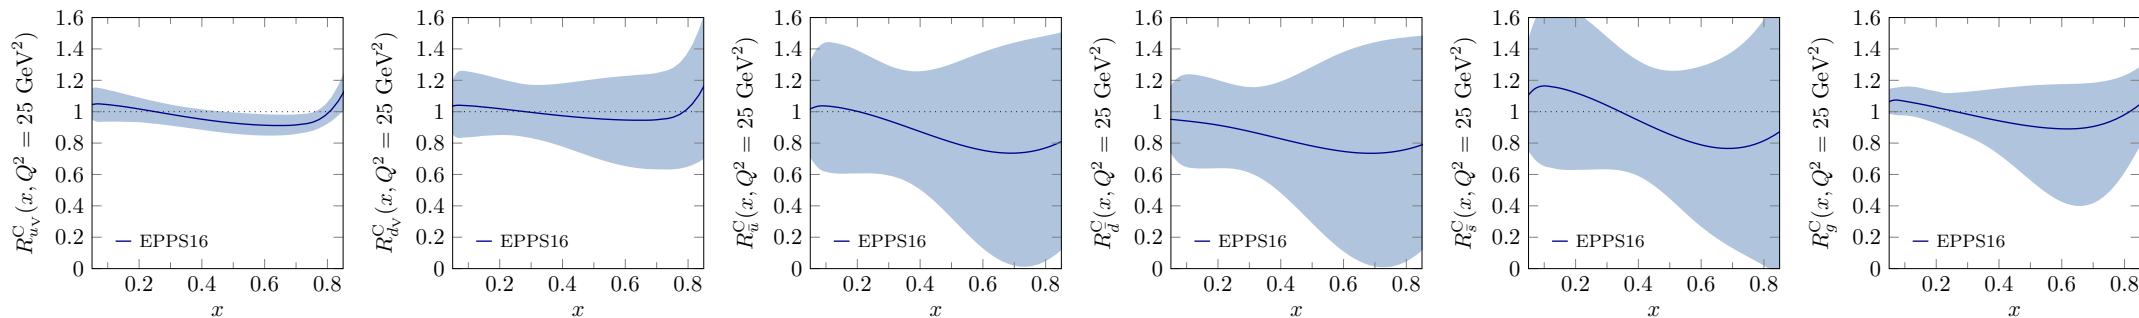 R^C_{u_V}(x, Q^2 = 25 GeV^2)
1.6
1.4
1.2
1
0.8
0.6
0.4
0.2
0
EPPS16
0.2 0.4 0.6 0.8
x
R^C_{d_V}(x, Q^2 = 25 GeV^2)
1.6
1.4
1.2
1
0.8
0.6
0.4
0.2
0
EPPS16
0.2 0.4 0.6 0.8
x
R^C_{ū}(x, Q^2 = 25 GeV^2)
1.6
1.4
1.2
1
0.8
0.6
0.4
0.2
0
EPPS16
0.2 0.4 0.6 0.8
x
R^C_{d̄}(x, Q^2 = 25 GeV^2)
1.6
1.4
1.2
1
0.8
0.6
0.4
0.2
0
EPPS16
0.2 0.4 0.6 0.8
x
R^C_{s̄}(x, Q^2 = 25 GeV^2)
1.6
1.4
1.2
1
0.8
0.6
0.4
0.2
0
EPPS16
0.2 0.4 0.6 0.8
x
R^C_g(x, Q^2 = 25 GeV^2)
1.6
1.4
1.2
1
0.8
0.6
0.4
0.2
0
EPPS16
0.2 0.4 0.6 0.8
x